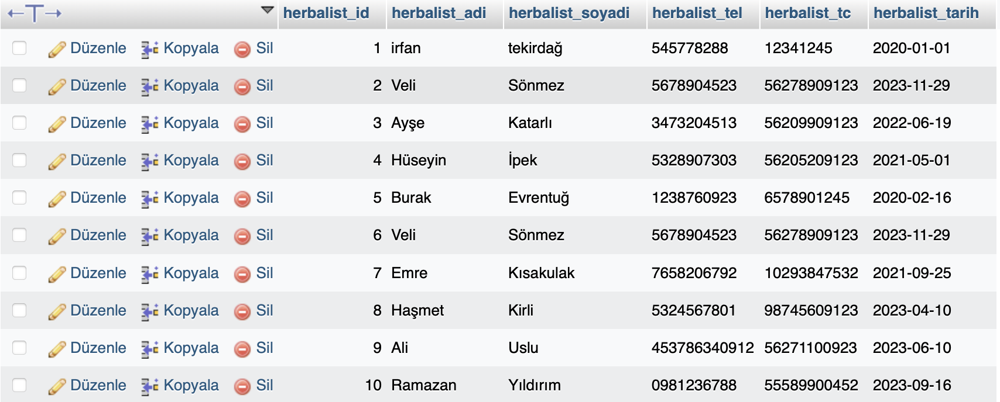 herbalist_id herbalist_adi herbalist_soyadi herbalist_tel herbalist_tc herbalist_tarih
Düzenle Kopyala Sil 1 irfan tekirdağ 545778288 12341245 2020-01-01
Düzenle Kopyala Sil 2 Veli Sönmez 5678904523 56278909123 2023-11-29
Düzenle Kopyala Sil 3 Ayşe Katarlı 3473204513 56209909123 2022-06-19
Düzenle Kopyala Sil 4 Hüseyin İpek 5328907303 56205209123 2021-05-01
Düzenle Kopyala Sil 5 Burak Evrentuğ 1238760923 6578901245 2020-02-16
Düzenle Kopyala Sil 6 Veli Sönmez 5678904523 56278909123 2023-11-29
Düzenle Kopyala Sil 7 Emre Kısakulak 7658206792 10293847532 2021-09-25
Düzenle Kopyala Sil 8 Haşmet Kirli 5324567801 98745609123 2023-04-10
Düzenle Kopyala Sil 9 Ali Uslu 453786340912 56271100923 2023-06-10
Düzenle Kopyala Sil 10 Ramazan Yıldırım 0981236788 55589900452 2023-09-16